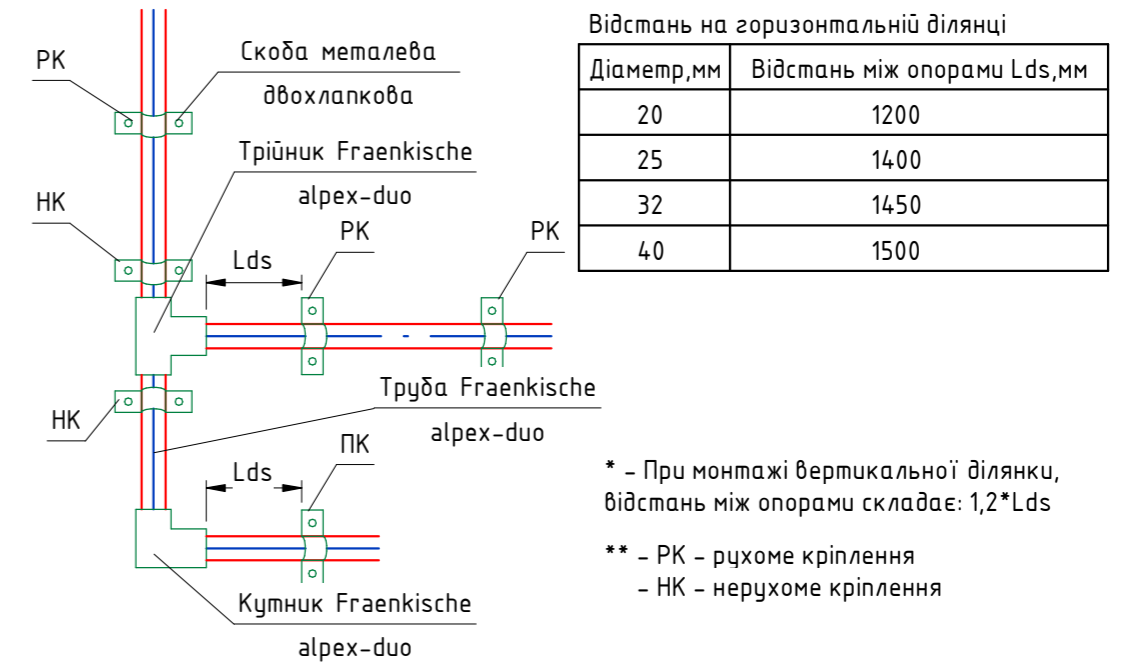 РК
Скоба металева
двохлапкова
Трійник Fraenkische
alpex-duo
НК
РК
РК
Lds
Труба Fraenkische
alpex-duo
НК
ПК
Lds
Кутник Fraenkische
alpex-duo
Відстань на горизонтальній ділянці
Діаметр,мм Відстань між опорами Lds,мм
20 1200
25 1400
32 1450
40 1500
* - При монтажі вертикальної ділянки,
відстань між опорами складає: 1,2*Lds
** - РК - рухоме кріплення
- НК - нерухоме кріплення